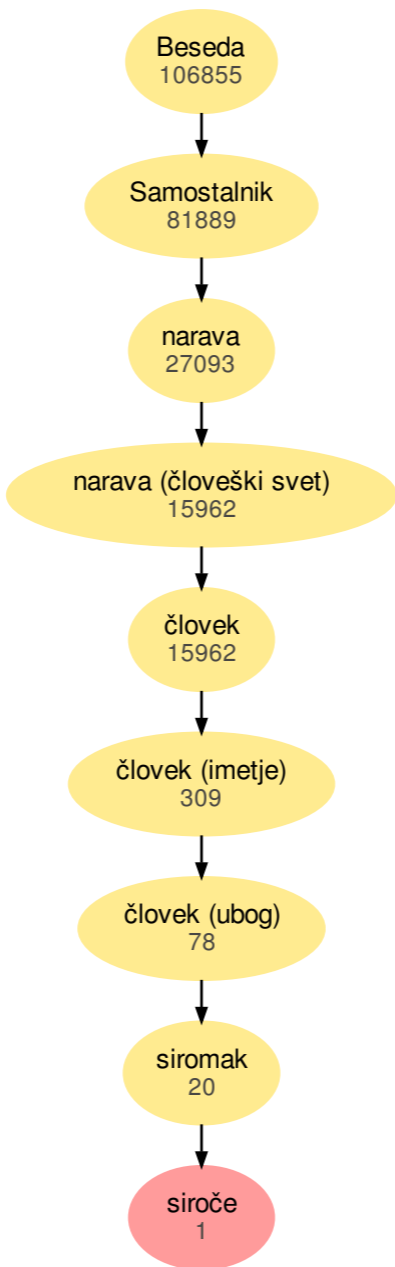 Beseda
106855
Samostalnik
81889
narava
27093
narava (človeški svet)
15962
človek
15962
človek (imetje)
309
človek (ubog)
78
siromak
20
siroče
1